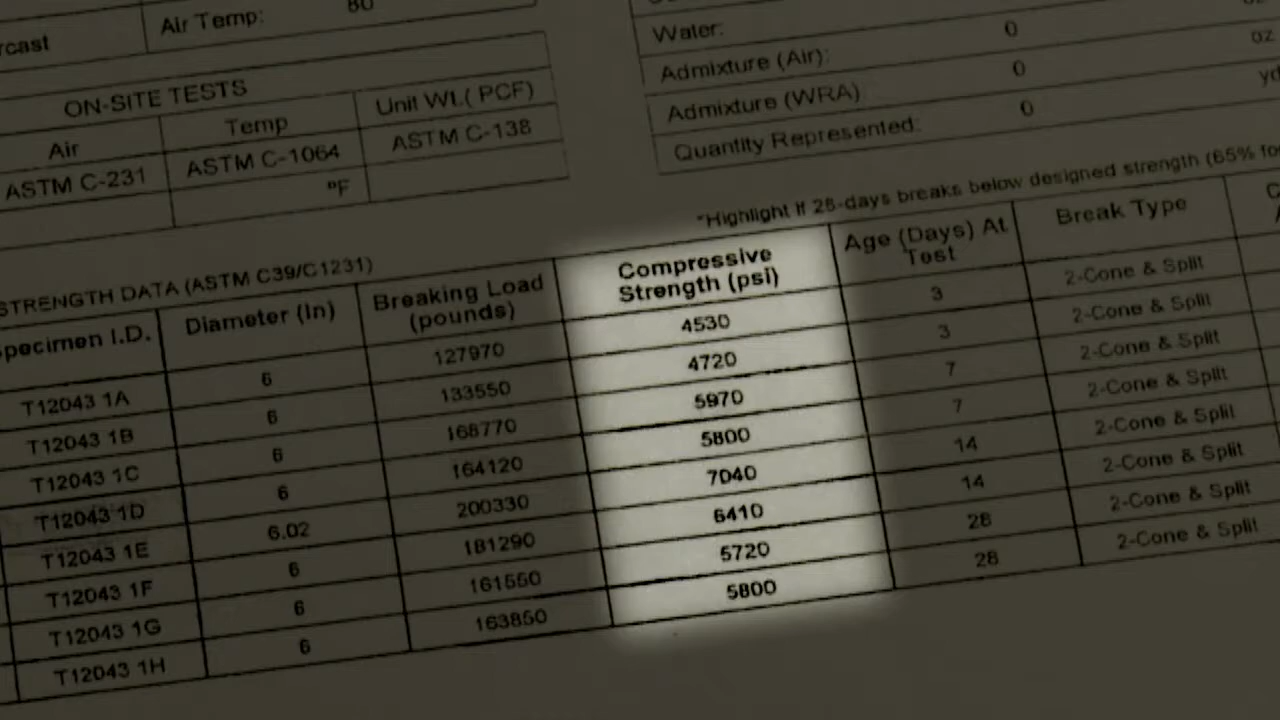 Air Temp:
Water: 0
Admixture (Air): 0 oz
Admixture (WRA) 0
Quantity Represented: 0
ON-SITE TESTS
Air Temp Unit Wt.( PCF)
ASTM C-231 ASTM C-1064 ASTM C-138
ºF
*Highlight if 28-days breaks below designed strength (65%
STRENGTH DATA (ASTM C39/C1231)
Specimen I.D. Diameter (In) Breaking Load (pounds) Compressive Strength (psi) Age (Days) At Test Break Type
T12043 1A 6 127970 4530 3 2-Cone & Split
T12043 1B 6 133550 4720 3 2-Cone & Split
T12043 1C 6 168770 5970 7 2-Cone & Split
T12043 1D 6 164120 5800 7 2-Cone & Split
T12043 1E 6.02 200330 7040 14 2-Cone & Split
T12043 1F 6 181290 6410 14 2-Cone & Split
T12043 1G 6 161550 5720 28 2-Cone & Split
T12043 1H 6 163850 5800 28 2-Cone & Split